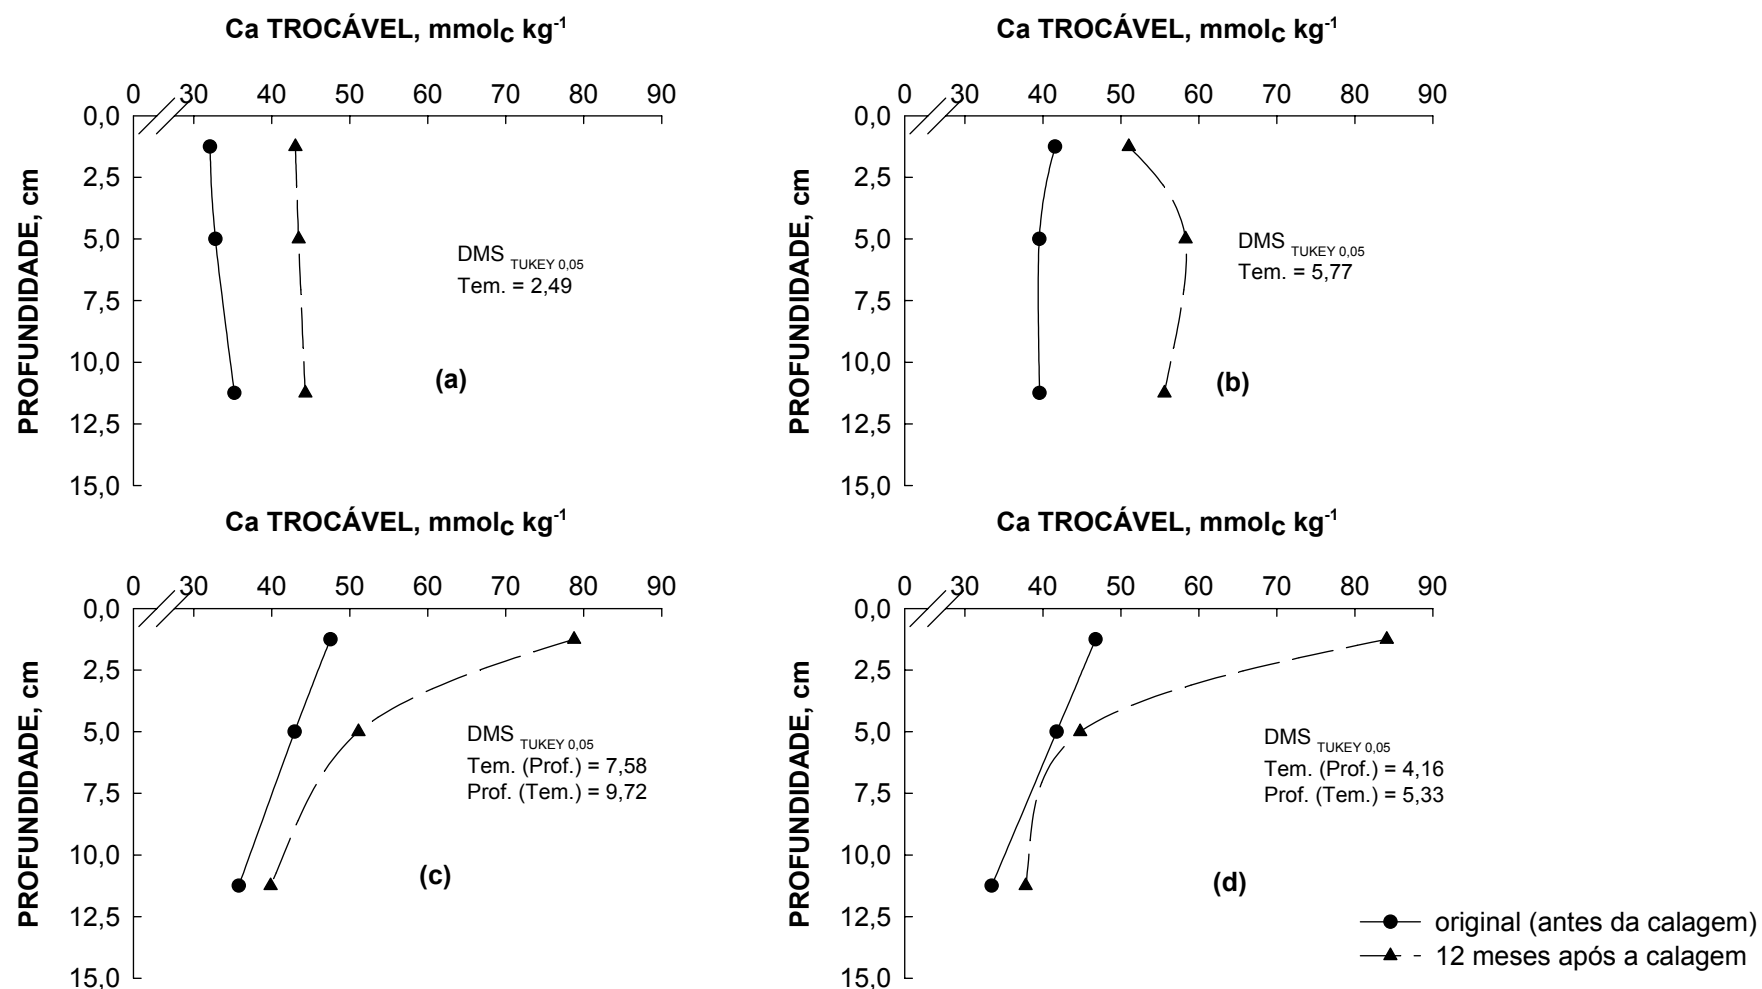 Ca TROCÁVEL, mmolc kg-1
0 30 40 50 60 70 80 90
PROFUNDIDADE, cm
0,0
2,5
5,0
7,5
10,0
12,5
15,0
DMS TUKEY 0,05
Tem. = 2,49
(a)
Ca TROCÁVEL, mmolc kg-1
0 30 40 50 60 70 80 90
PROFUNDIDADE, cm
0,0
2,5
5,0
7,5
10,0
12,5
15,0
DMS TUKEY 0,05
Tem. = 5,77
(b)
Ca TROCÁVEL, mmolc kg-1
0 30 40 50 60 70 80 90
PROFUNDIDADE, cm
0,0
2,5
5,0
7,5
10,0
12,5
15,0
DMS TUKEY 0,05
Tem. (Prof.) = 7,58
Prof. (Tem.) = 9,72
(c)
Ca TROCÁVEL, mmolc kg-1
0 30 40 50 60 70 80 90
PROFUNDIDADE, cm
0,0
2,5
5,0
7,5
10,0
12,5
15,0
DMS TUKEY 0,05
Tem. (Prof.) = 4,16
Prof. (Tem.) = 5,33
(d)
original (antes da calagem)
12 meses após a calagem